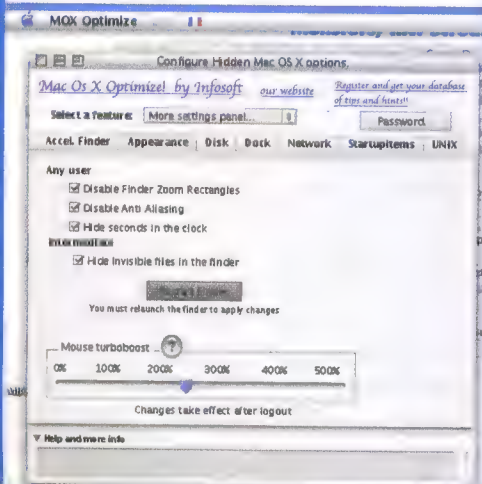 MOX Optimize
Configure Hidden Mac OS X options.
Mac Os X Optimize! by Infosoft
our website
Register and get your database
of tips and hints!!
Select a feature:
More settings panel...
Password
Accel. Finder
Appearance
Disk
Dock
Network
Startupitems
UNIX
Any user
Disable Finder Zoom Rectangles
Disable Anti Aliasing
Hide seconds in the clock
Intermediate
Hide invisible files in the finder
You must relaunch the finder to apply changes
Mouse turboboost
?
0% 100% 200% 300% 400% 500%
Changes take effect after logout
Help and more info